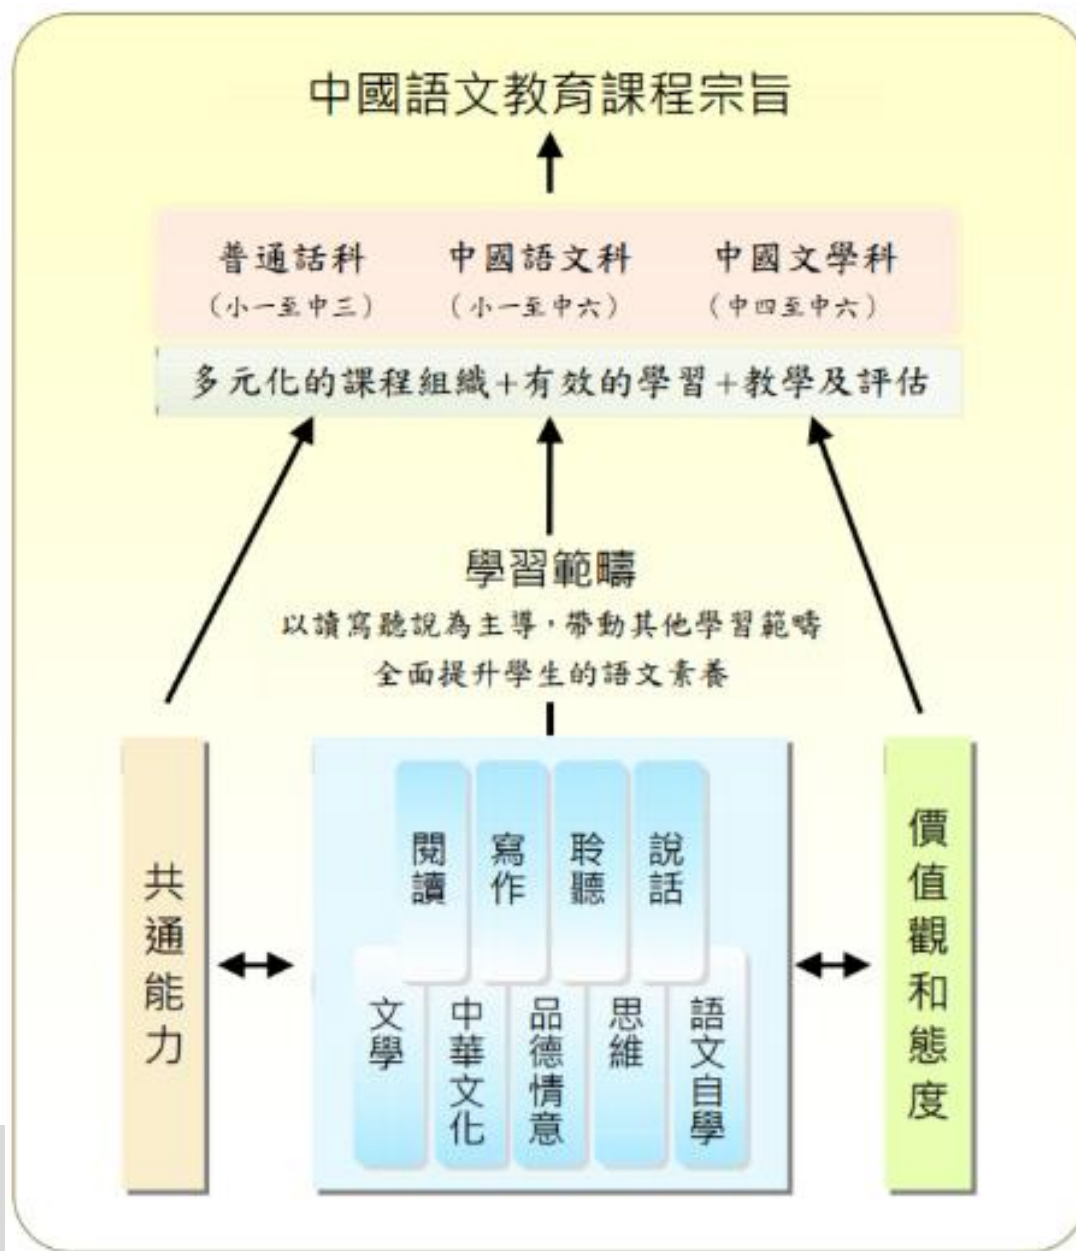 中國語文教育課程宗旨
普通話科 中國語文科 中國文學科
（小一至中三） （小一至中六） （中四至中六）
多元化的課程組織+有效的學習+教學及評估
學習範疇
以讀寫聽說為主導，帶動其他學習範疇
全面提升學生的語文素養
共通能力
閱讀
寫作
聆聽
說話
文學
中華文化
品德情意
思維
語文自學
價值觀和態度